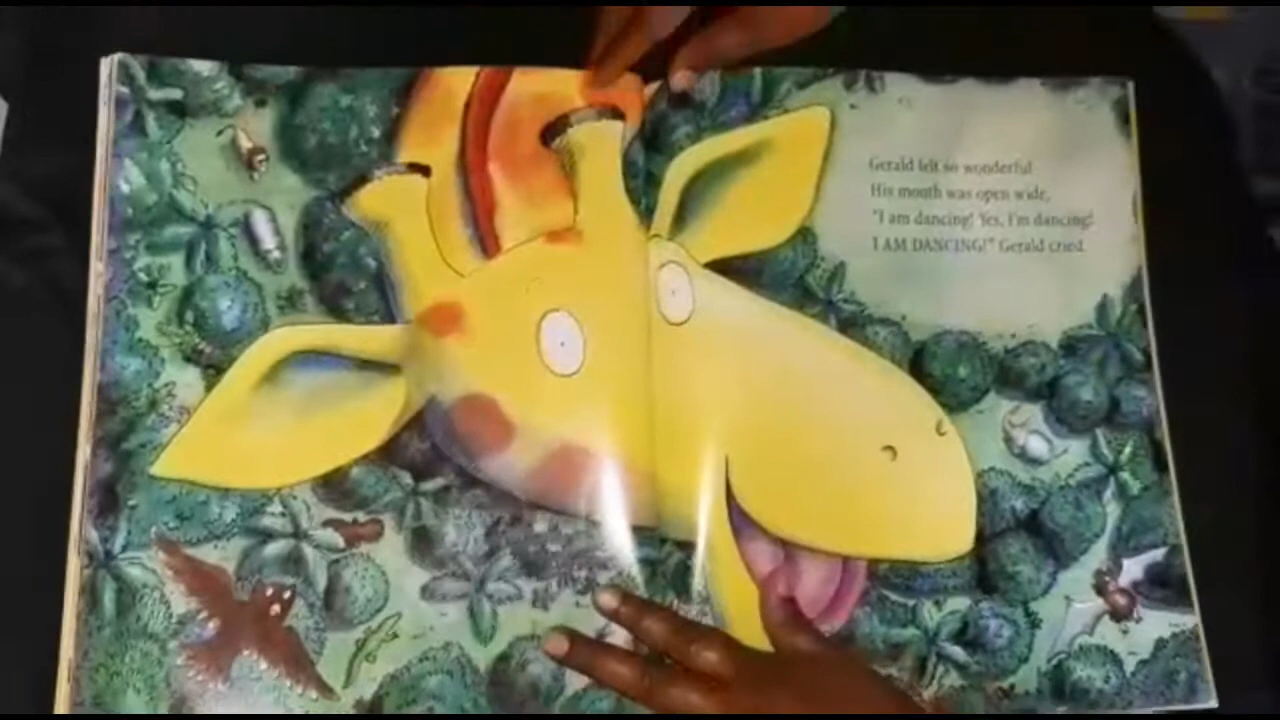 Gerald felt so wonderful
His mouth was open wide,
"I am dancing! Yes, I'm dancing!
I AM DANCING!" Gerald cried.